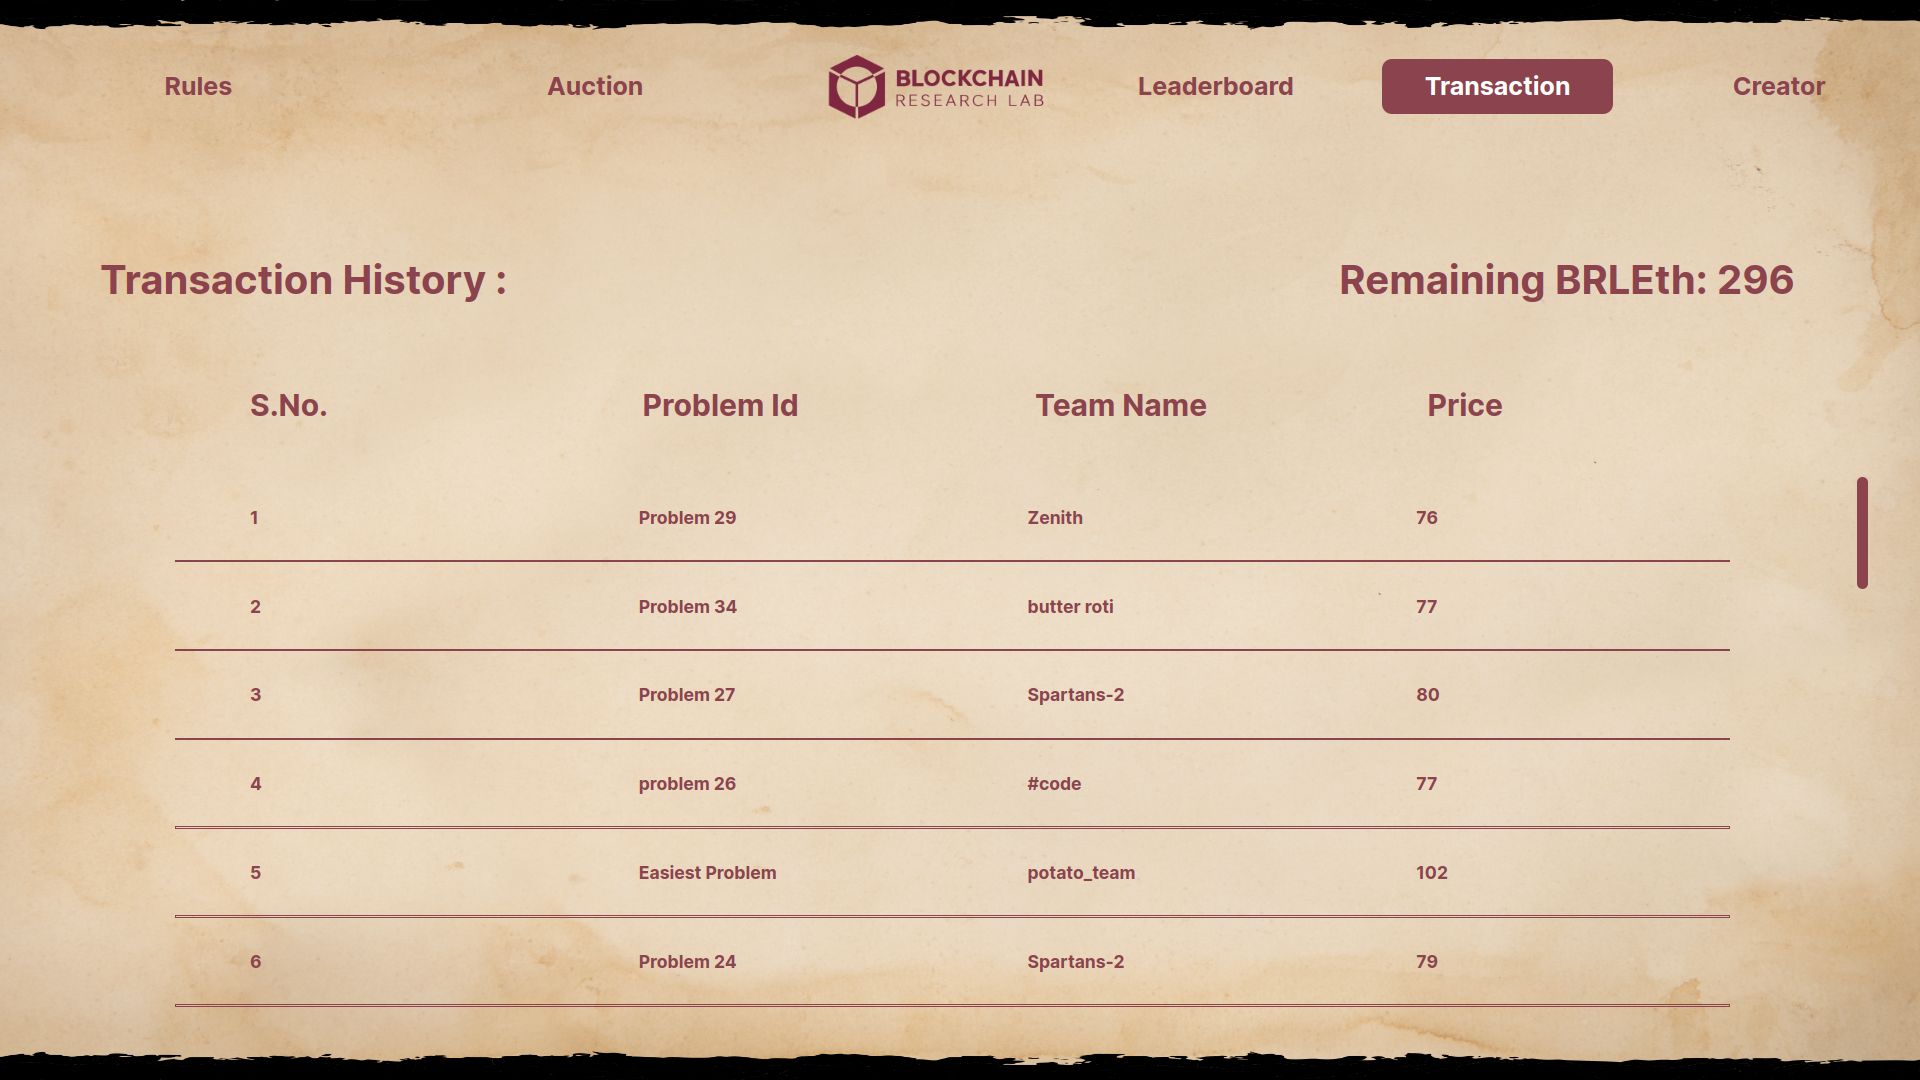 Rules Auction BLOCKCHAIN RESEARCH LAB Leaderboard Transaction Creator
Transaction History : Remaining BRLEth: 296
S.No. Problem Id Team Name Price
1 Problem 29 Zenith 76
2 Problem 34 butter roti 77
3 Problem 27 Spartans-2 80
4 problem 26 #code 77
5 Easiest Problem potato_team 102
6 Problem 24 Spartans-2 79